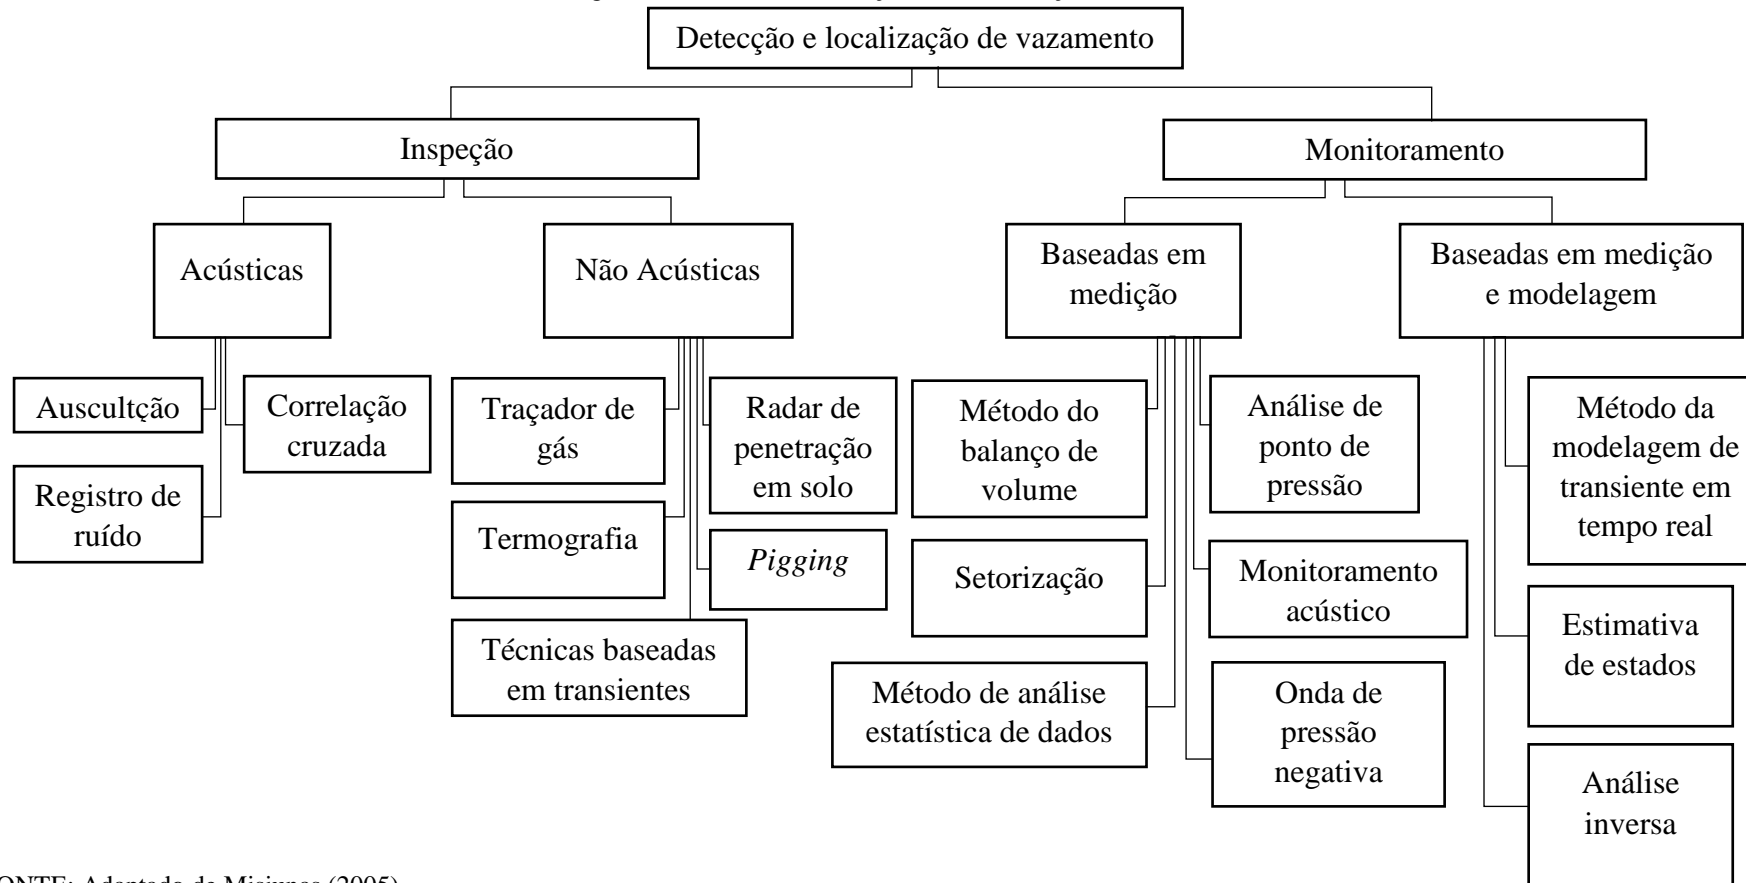 Detecção e localização de vazamento
Inspeção
Monitoramento
Acústicas
Não Acústicas
Baseadas em
medição
Baseadas em medição
e modelagem
Auscultção
Correlação
cruzada
Registro de
ruído
Traçador de
gás
Radar de
penetração
em solo
Termografia
Pigging
Técnicas baseadas
em transientes
Método do
balanço de
volume
Análise de
ponto de
pressão
Setorização
Monitoramento
acústico
Método de análise
estatística de dados
Onda de
pressão
negativa
Método da
modelagem de
transiente em
tempo real
Estimativa
de estados
Análise
inversa